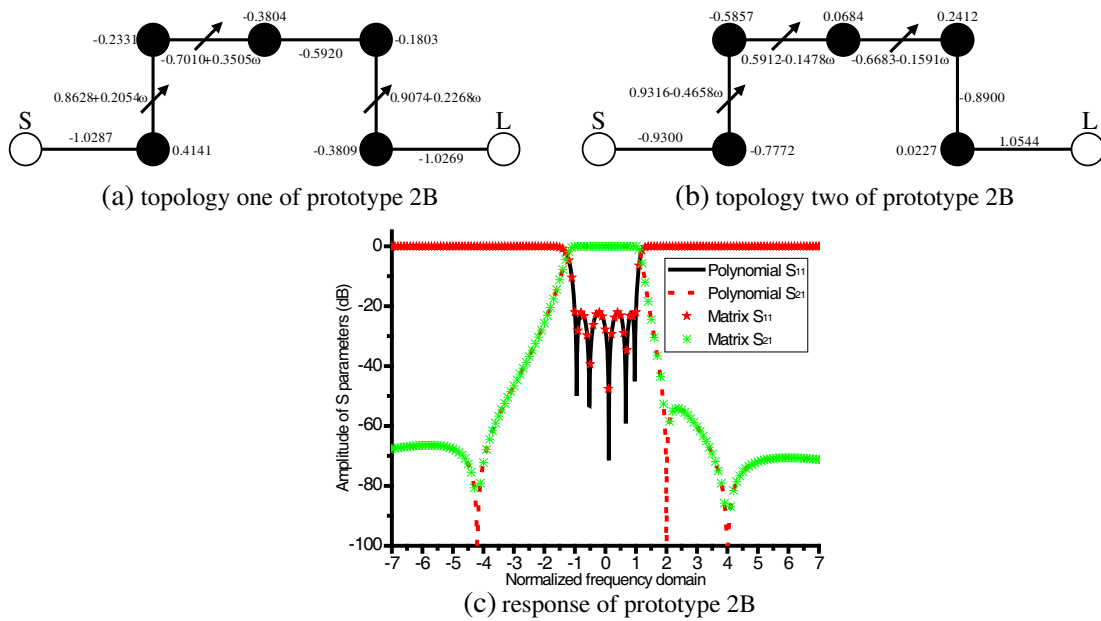 -0.3804
-0.2331
-0.1803
-0.7010+0.3505ω
-0.5920
0.8628+0.2054ω
0.9074-0.2268ω
S
L
-1.0287
0.4141
-0.3809
-1.0269
(a) topology one of prototype 2B
-0.5857
0.0684
0.2412
0.5912-0.1478ω
-0.6683-0.1591ω
0.9316-0.4658ω
-0.8900
S
L
-0.9300
-0.7772
0.0227
1.0544
(b) topology two of prototype 2B
Amplitude of S parameters (dB)
0
-20
-40
-60
-80
-100
Polynomial S11
Polynomial S21
Matrix S11
Matrix S21
-7 -6 -5 -4 -3 -2 -1 0 1 2 3 4 5 6 7
Normalized frequency domain
(c) response of prototype 2B